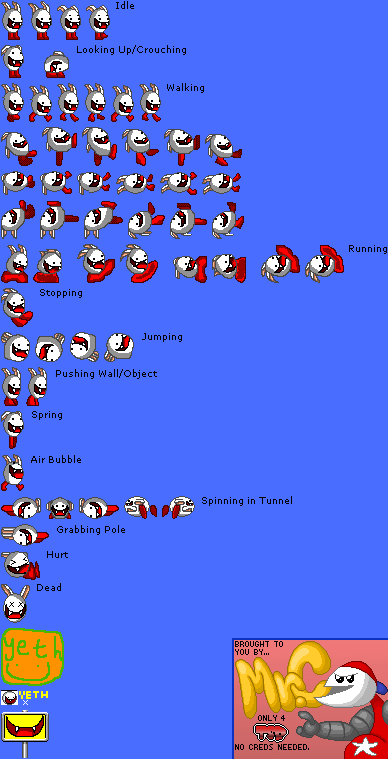 Idle
Looking Up/Crouching
Walking
Running
Stopping
Jumping
Pushing Wall/Object
Spring
Air Bubble
Spinning in Tunnel
Grabbing Pole
Hurt
Dead
yeth
YETH
BROUGHT TO
YOU BY...
Mr.C
ONLY 4
NO CREDS NEEDED.